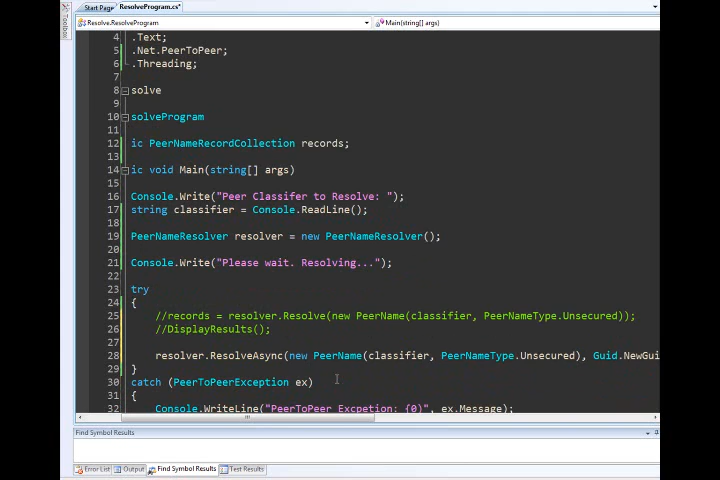 Toolbox
Start Page ResolveProgram.cs*
Resolve.ResolveProgram Main(string[] args)
4 .Text;
5 .Net.PeerToPeer;
6 .Threading;
7
8 solve
9
10 solveProgram
11
12 ic PeerNameRecordCollection records;
13
14 ic void Main(string[] args)
15
16 Console.Write("Peer Classifer to Resolve: ");
17 string classifier = Console.ReadLine();
18
19 PeerNameResolver resolver = new PeerNameResolver();
20
21 Console.Write("Please wait. Resolving...");
22
23 try
24 {
25 //records = resolver.Resolve(new PeerName(classifier, PeerNameType.Unsecured));
26 //DisplayResults();
27
28 resolver.ResolveAsync(new PeerName(classifier, PeerNameType.Unsecured), Guid.NewGui
29 }
30 catch (PeerToPeerException ex)
31 {
32 Console.WriteLine("PeerToPeer Excpetion: {0}", ex.Message);
Find Symbol Results
Error List Output Find Symbol Results Test Results